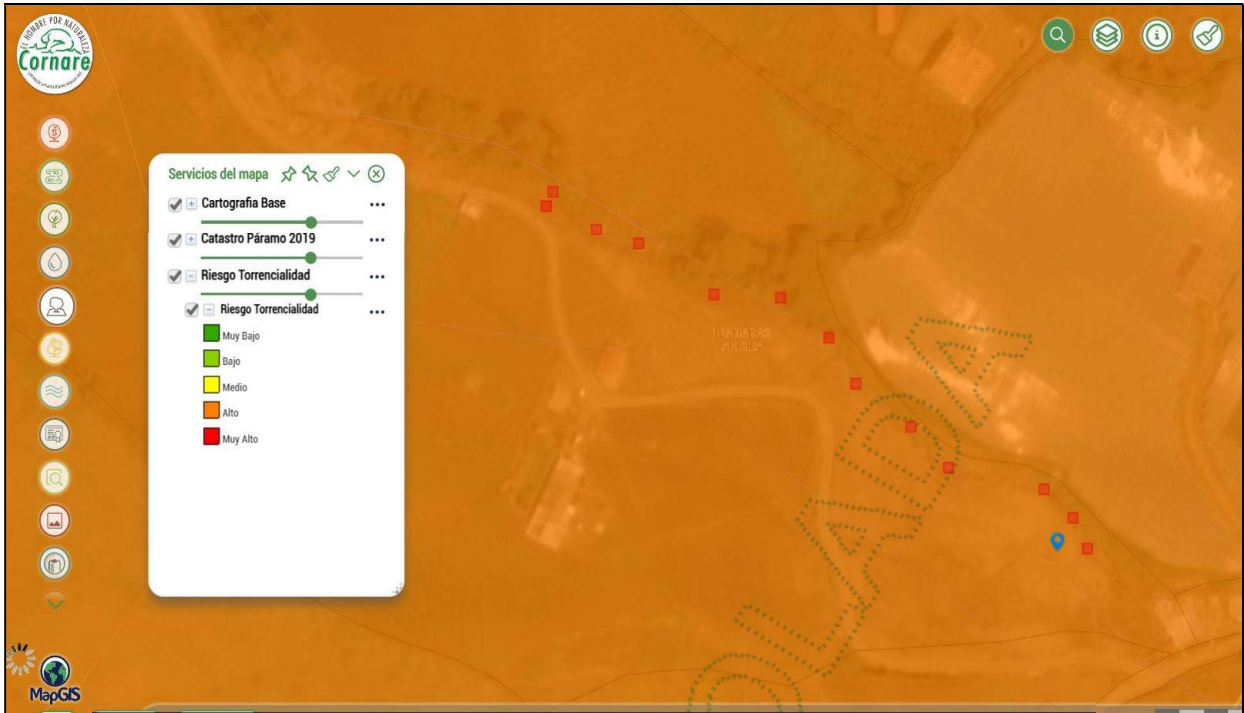 EL HOMBRE POR NATURALEZA
Cornare
Servicios del mapa
Cartografia Base
Catastro Páramo 2019
Riesgo Torrencialidad
Riesgo Torrencialidad
Muy Bajo
Bajo
Medio
Alto
Muy Alto
MapGIS